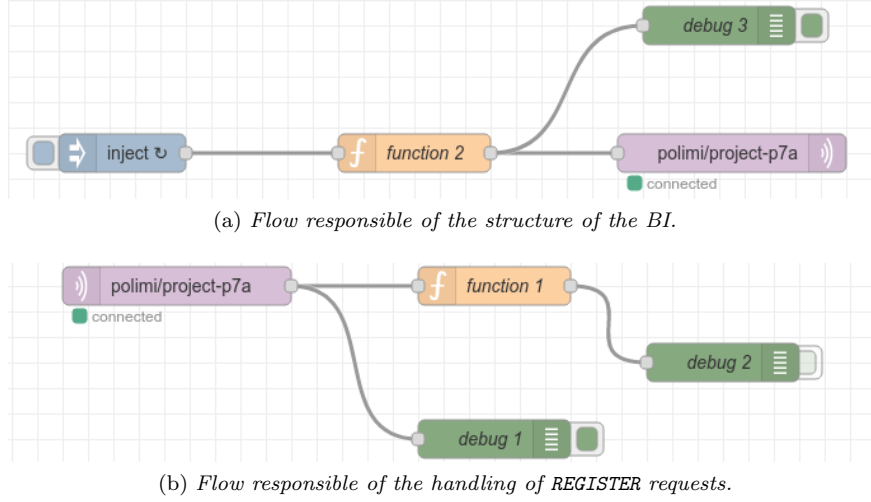 debug 3
inject ↻
function 2
polimi/project-p7a
connected
(a) Flow responsible of the structure of the BI.
polimi/project-p7a
function 1
connected
debug 2
debug 1
(b) Flow responsible of the handling of REGISTER requests.